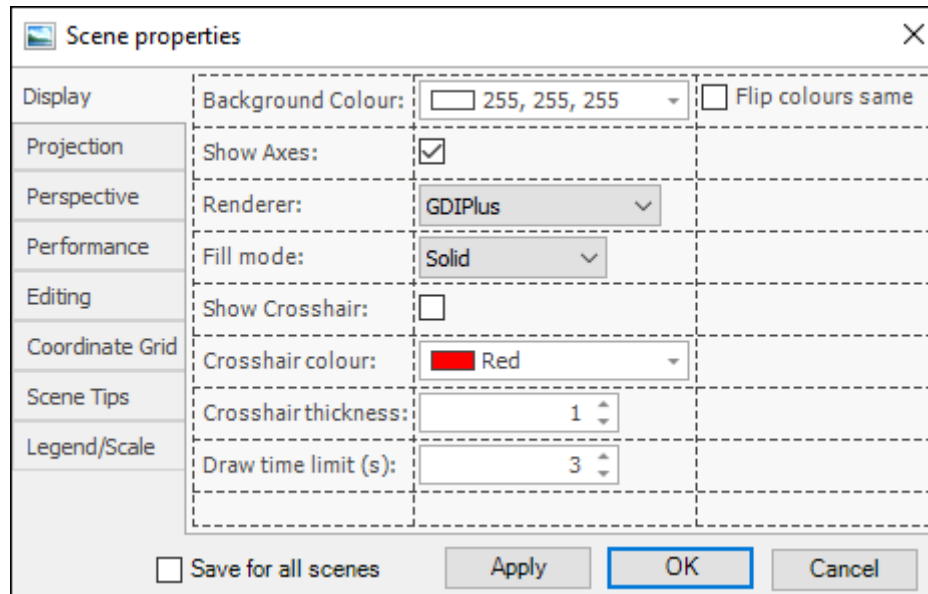 Scene properties
Display
Projection
Perspective
Performance
Editing
Coordinate Grid
Scene Tips
Legend/Scale
Background Colour: 255, 255, 255 Flip colours same
Show Axes:
Renderer: GDIPlus
Fill mode: Solid
Show Crosshair:
Crosshair colour: Red
Crosshair thickness: 1
Draw time limit (s): 3
Save for all scenes Apply OK Cancel